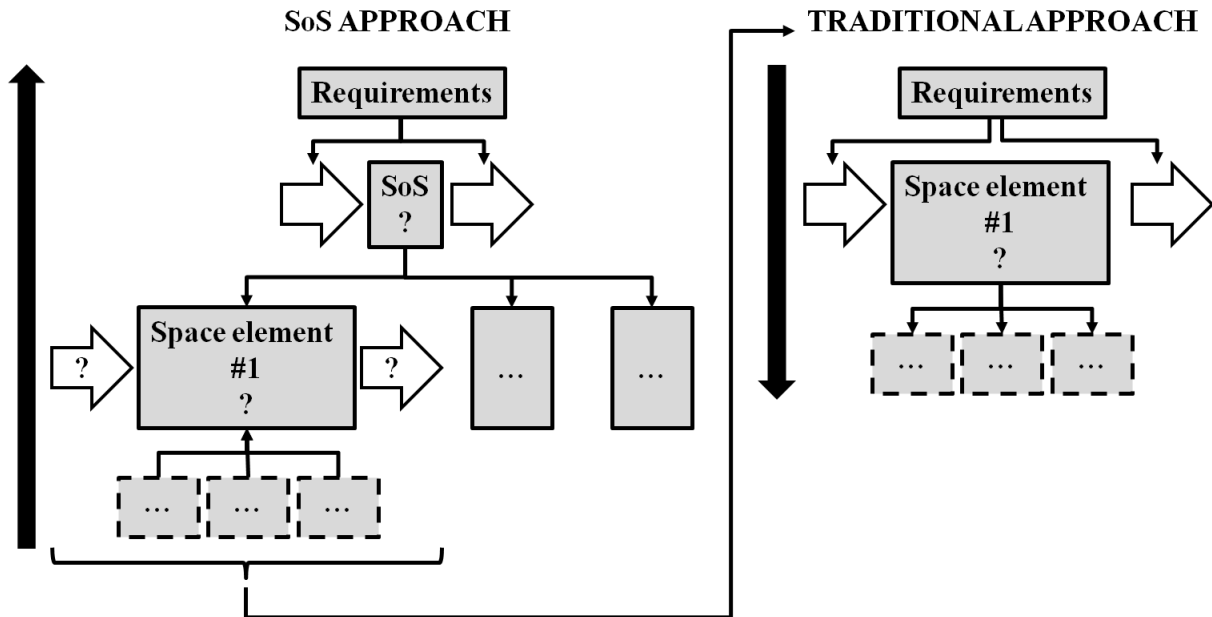 SoS APPROACH
Requirements
SoS
?
?
Space element
#1
?
?
...
...
...
...
...
TRADITIONAL APPROACH
Requirements
Space element
#1
?
...
...
...